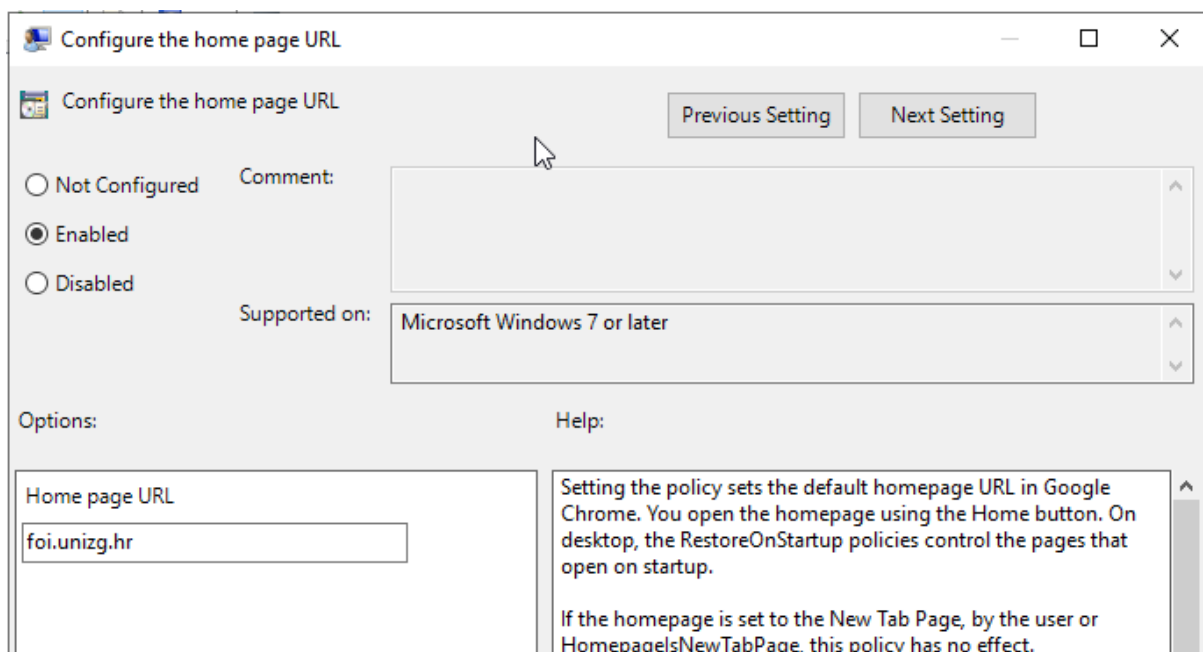 Configure the home page URL
Configure the home page URL
Previous Setting
Next Setting
Not Configured
Comment:
Enabled
Disabled
Supported on:
Microsoft Windows 7 or later
Options:
Help:
Home page URL
foi.unizg.hr
Setting the policy sets the default homepage URL in Google
Chrome. You open the homepage using the Home button. On
desktop, the RestoreOnStartup policies control the pages that
open on startup.
If the homepage is set to the New Tab Page, by the user or
HomepageIsNewTabPage, this policy has no effect.